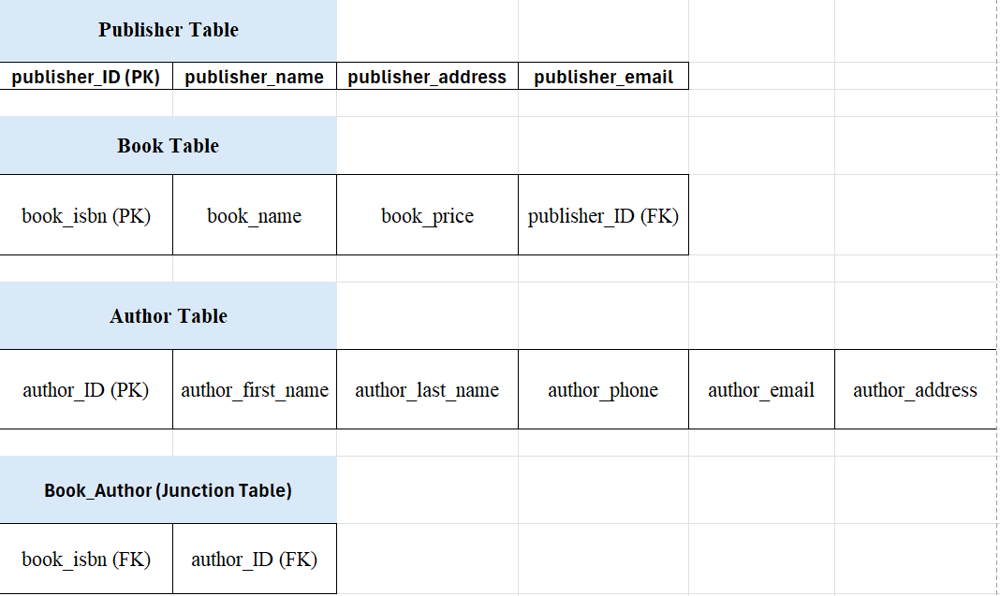 Publisher Table
publisher_ID (PK) publisher_name publisher_address publisher_email
Book Table
book_isbn (PK) book_name book_price publisher_ID (FK)
Author Table
author_ID (PK) author_first_name author_last_name author_phone author_email author_address
Book_Author (Junction Table)
book_isbn (FK) author_ID (FK)